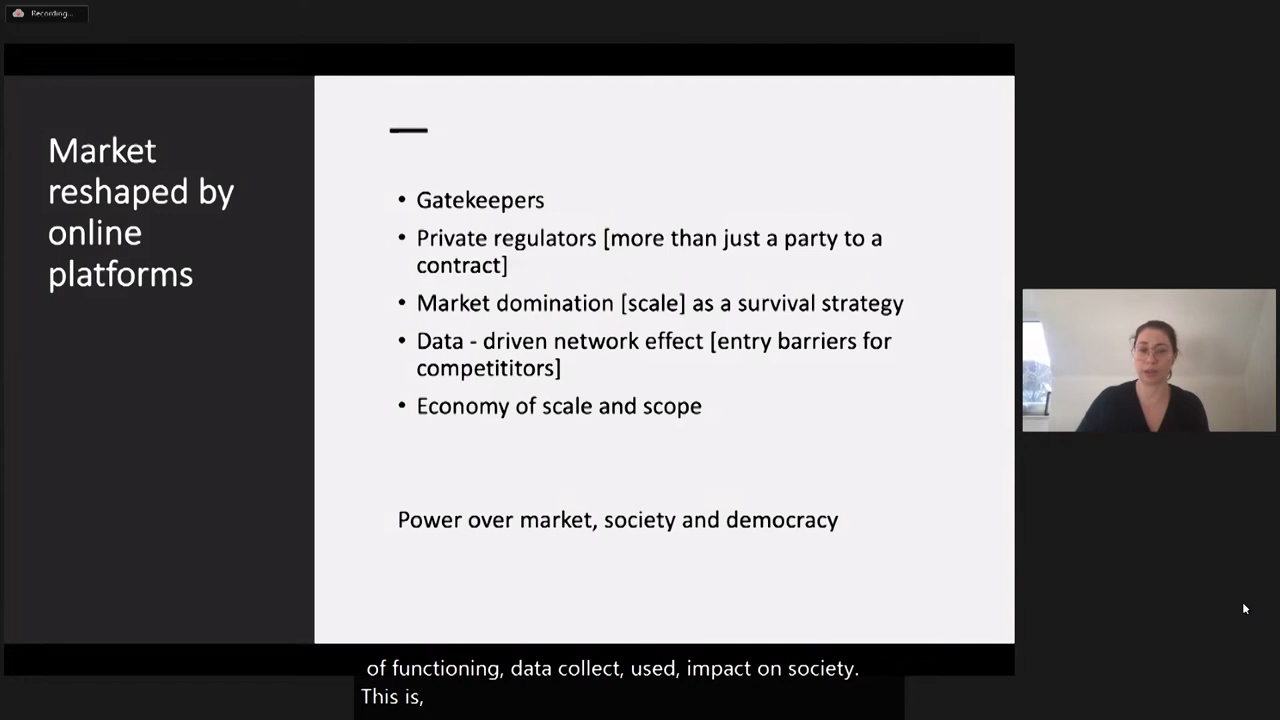 Recording...
Market
reshaped by
online
platforms
• Gatekeepers
• Private regulators [more than just a party to a
contract]
• Market domination [scale] as a survival strategy
• Data - driven network effect [entry barriers for
competititors]
• Economy of scale and scope
Power over market, society and democracy
of functioning, data collect, used, impact on society.
This is,